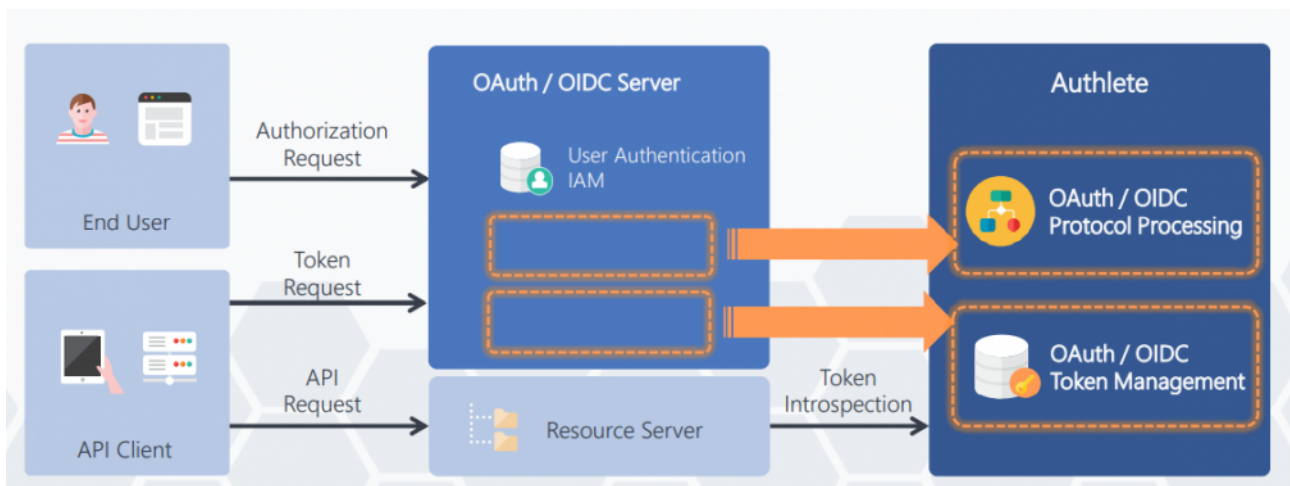 End User
API Client
Authorization
Request
Token
Request
API
Request
OAuth / OIDC Server
User Authentication
IAM
Resource Server
Token
Introspection
Authlete
OAuth / OIDC
Protocol Processing
OAuth / OIDC
Token Management